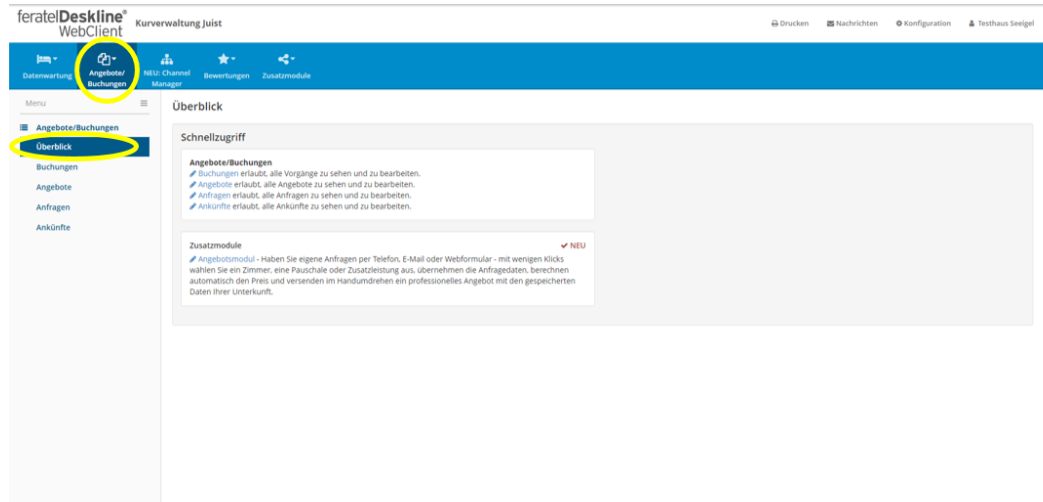 feratelDeskline®
WebClient
Kurverwaltung Juist
Drucken
Nachrichten
Konfiguration
Testhaus Seeigel
Datenwartung
Angebote/
Buchungen
NEU: Channel
Manager
Bewertungen
Zusatzmodule
Menu
Angebote/Buchungen
Überblick
Buchungen
Angebote
Anfragen
Ankünfte
Überblick
Schnellzugriff
Angebote/Buchungen
Buchungen erlaubt, alle Vorgänge zu sehen und zu bearbeiten.
Angebote erlaubt, alle Angebote zu sehen und zu bearbeiten.
Anfragen erlaubt, alle Anfragen zu sehen und zu bearbeiten.
Ankünfte erlaubt, alle Ankünfte zu sehen und zu bearbeiten.
Zusatzmodule
NEU
Angebotsmodul - Haben Sie eigene Anfragen per Telefon, E-Mail oder Webformular - mit wenigen Klicks
wählen Sie ein Zimmer, eine Pauschale oder Zusatzleistung aus, übernehmen die Anfragedaten, berechnen
automatisch den Preis und versenden im Handumdrehen ein professionelles Angebot mit den gespeicherten
Daten Ihrer Unterkunft.